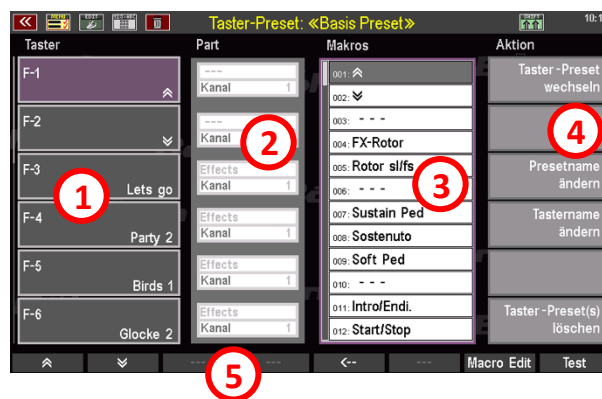 MENU EDIT Taster-Preset: «Basis Preset» SHIFT 10:1
Taster Part Makros Aktion
F-1
F-2
F-3
Lets go
F-4
Party 2
F-5
Birds 1
F-6
Glocke 2
---
Kanal 1
---
Kanal
Effects
Kanal 1
Effects
Kanal 1
Effects
Kanal 1
Effects
Kanal 1
001:
002:
003: - - -
004: FX-Rotor
005: Rotor sl/fs
006: - - -
007: Sustain Ped
008: Sostenuto
009: Soft Ped
010: - - -
011: Intro/Endi.
012: Start/Stop
Taster-Preset
wechseln
Presetname
ändern
Tastername
ändern
Taster-Preset(s)
löschen
1
2
3
4
5
--- --- <-- --- Macro Edit Test